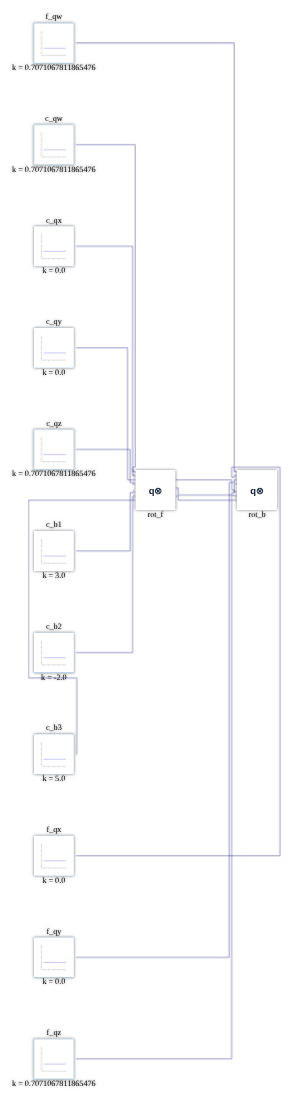 f_qw
k = 0.7071067811865476
c_qw
k = 0.7071067811865476
c_qx
k = 0.0
c_qy
k = 0.0
c_qz
k = 0.7071067811865476
q⊗
rot_f
q⊗
rot_b
c_b1
k = 3.0
c_b2
k = -2.0
c_b3
k = 5.0
f_qx
k = 0.0
f_qy
k = 0.0
f_qz
k = 0.7071067811865476